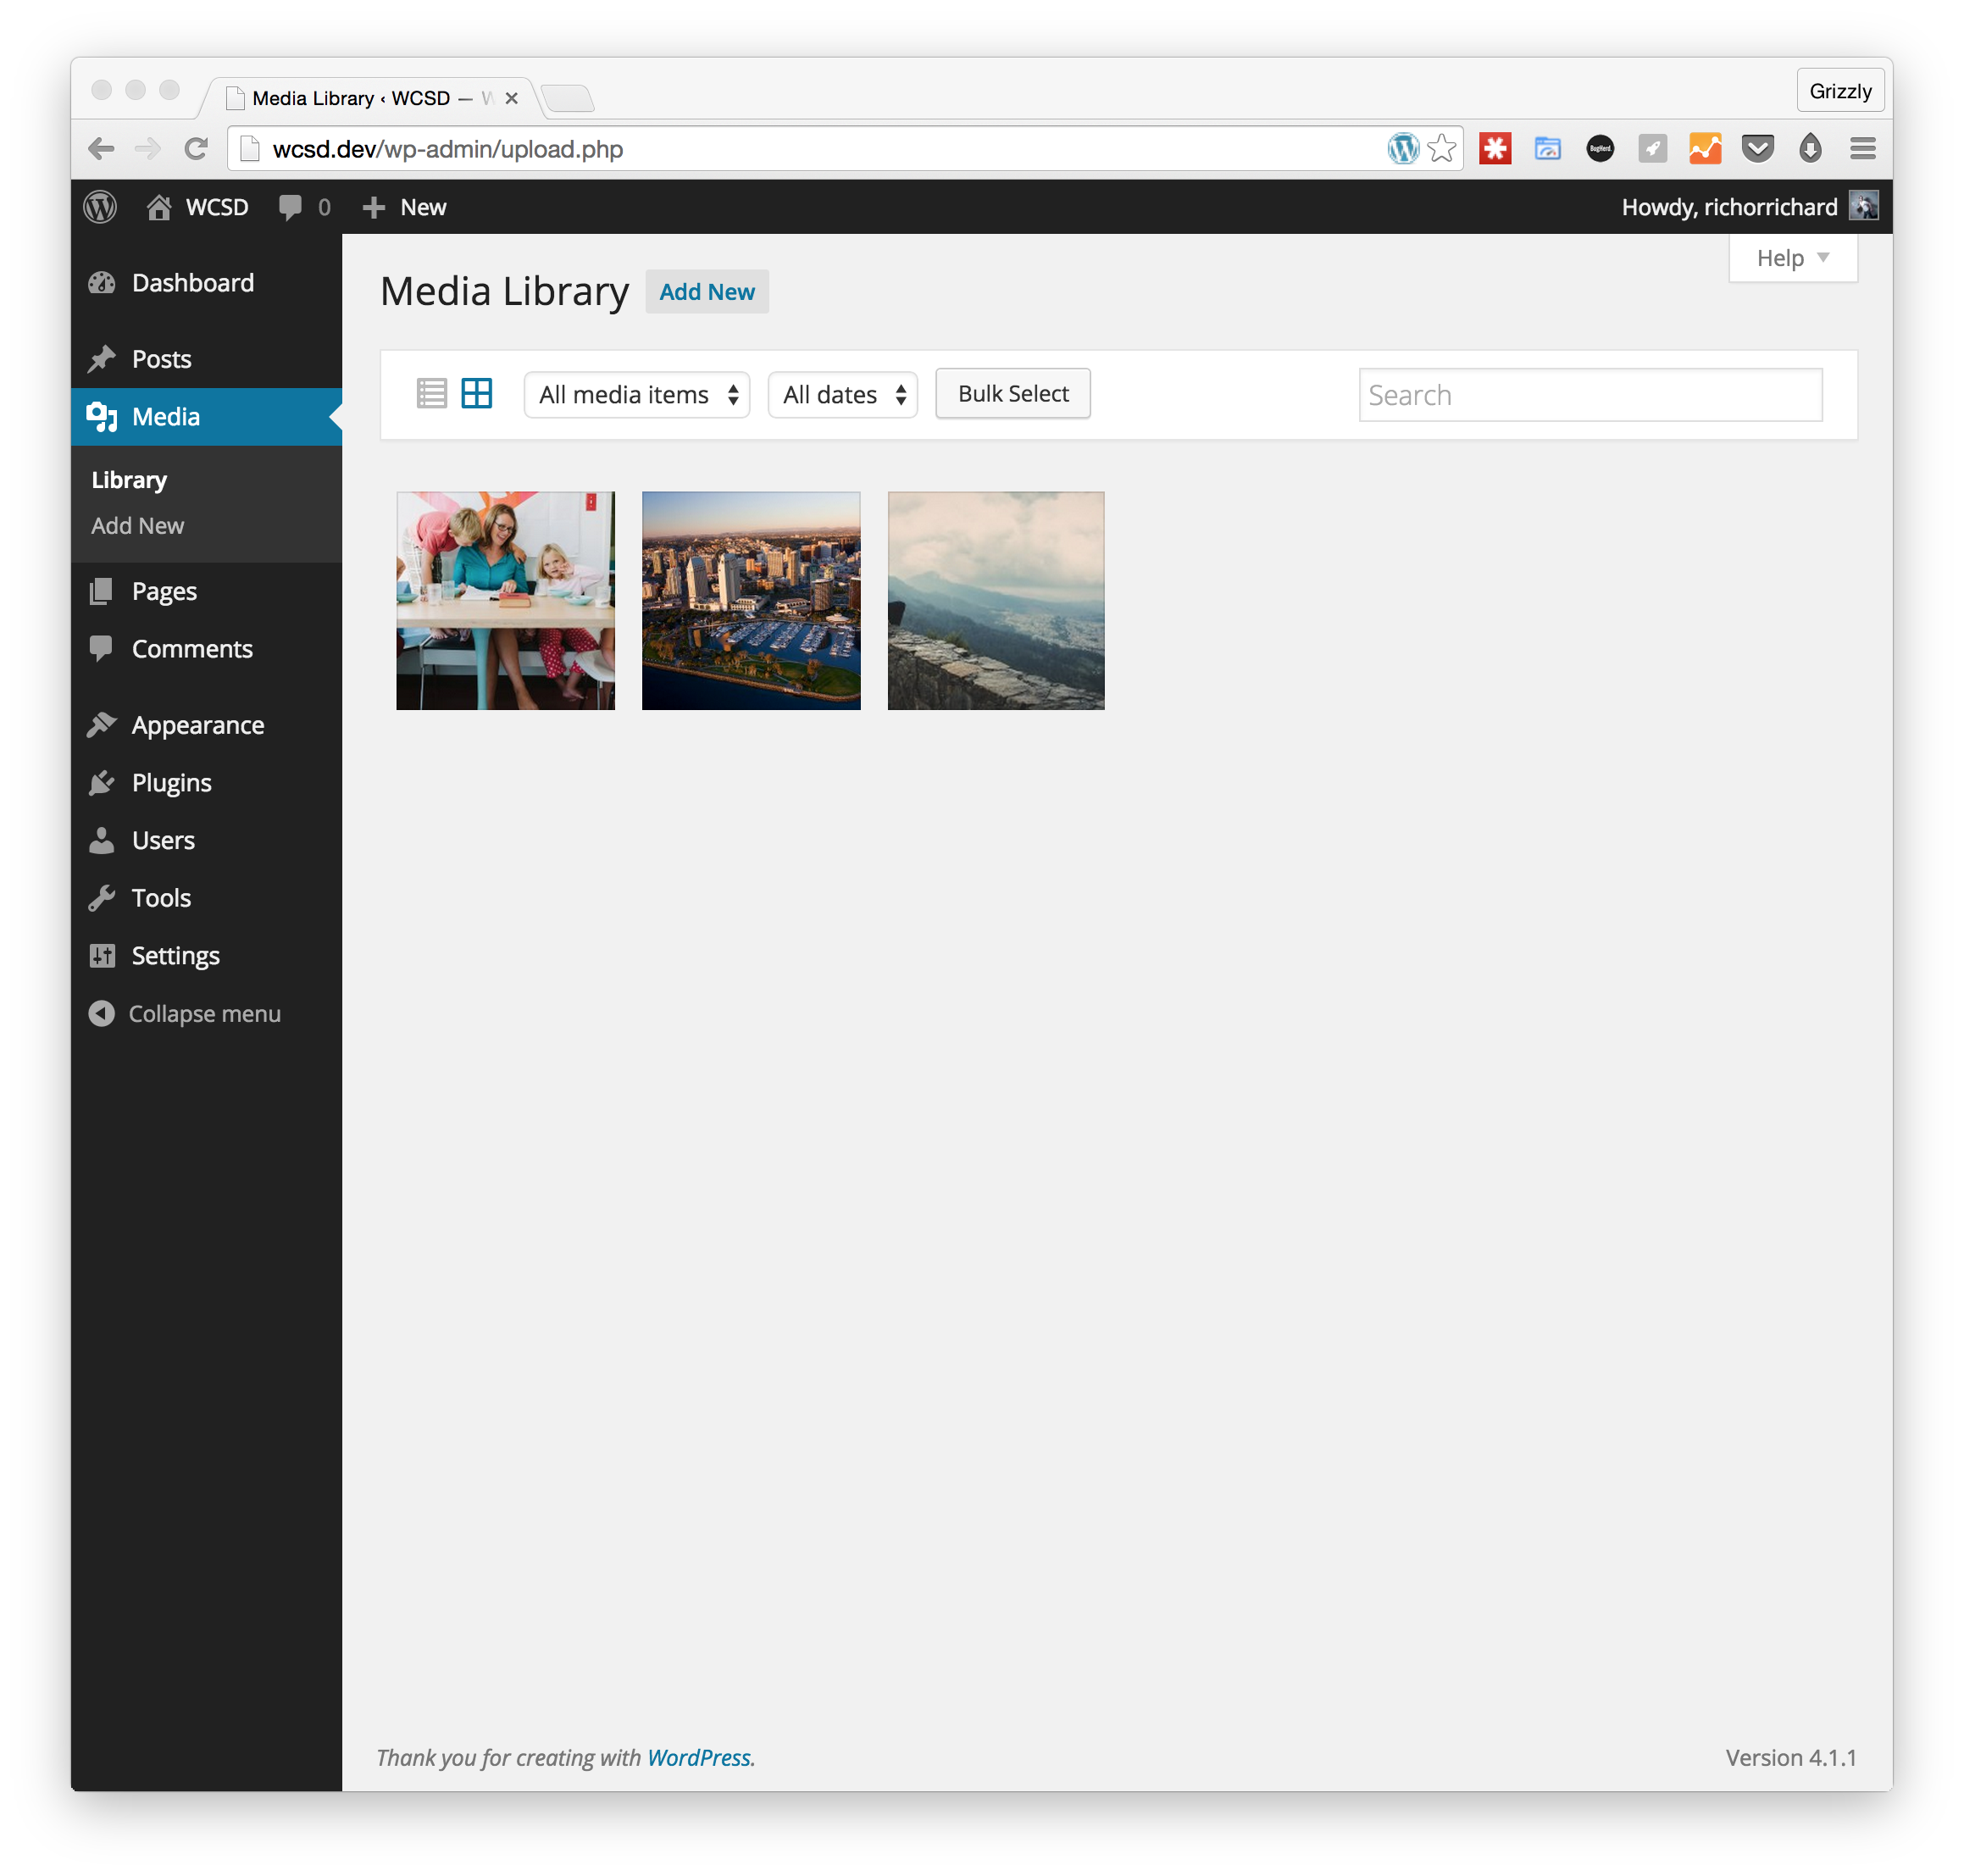 Media Library ‹ WCSD —
Grizzly
wcsd.dev/wp-admin/upload.php
BugHerd
WCSD 0 New
Howdy, richorrichard
Help
Dashboard
Posts
Media
Library
Add New
Pages
Comments
Appearance
Plugins
Users
Tools
Settings
Collapse menu
Media Library Add New
All media items All dates Bulk Select Search
Thank you for creating with WordPress.
Version 4.1.1